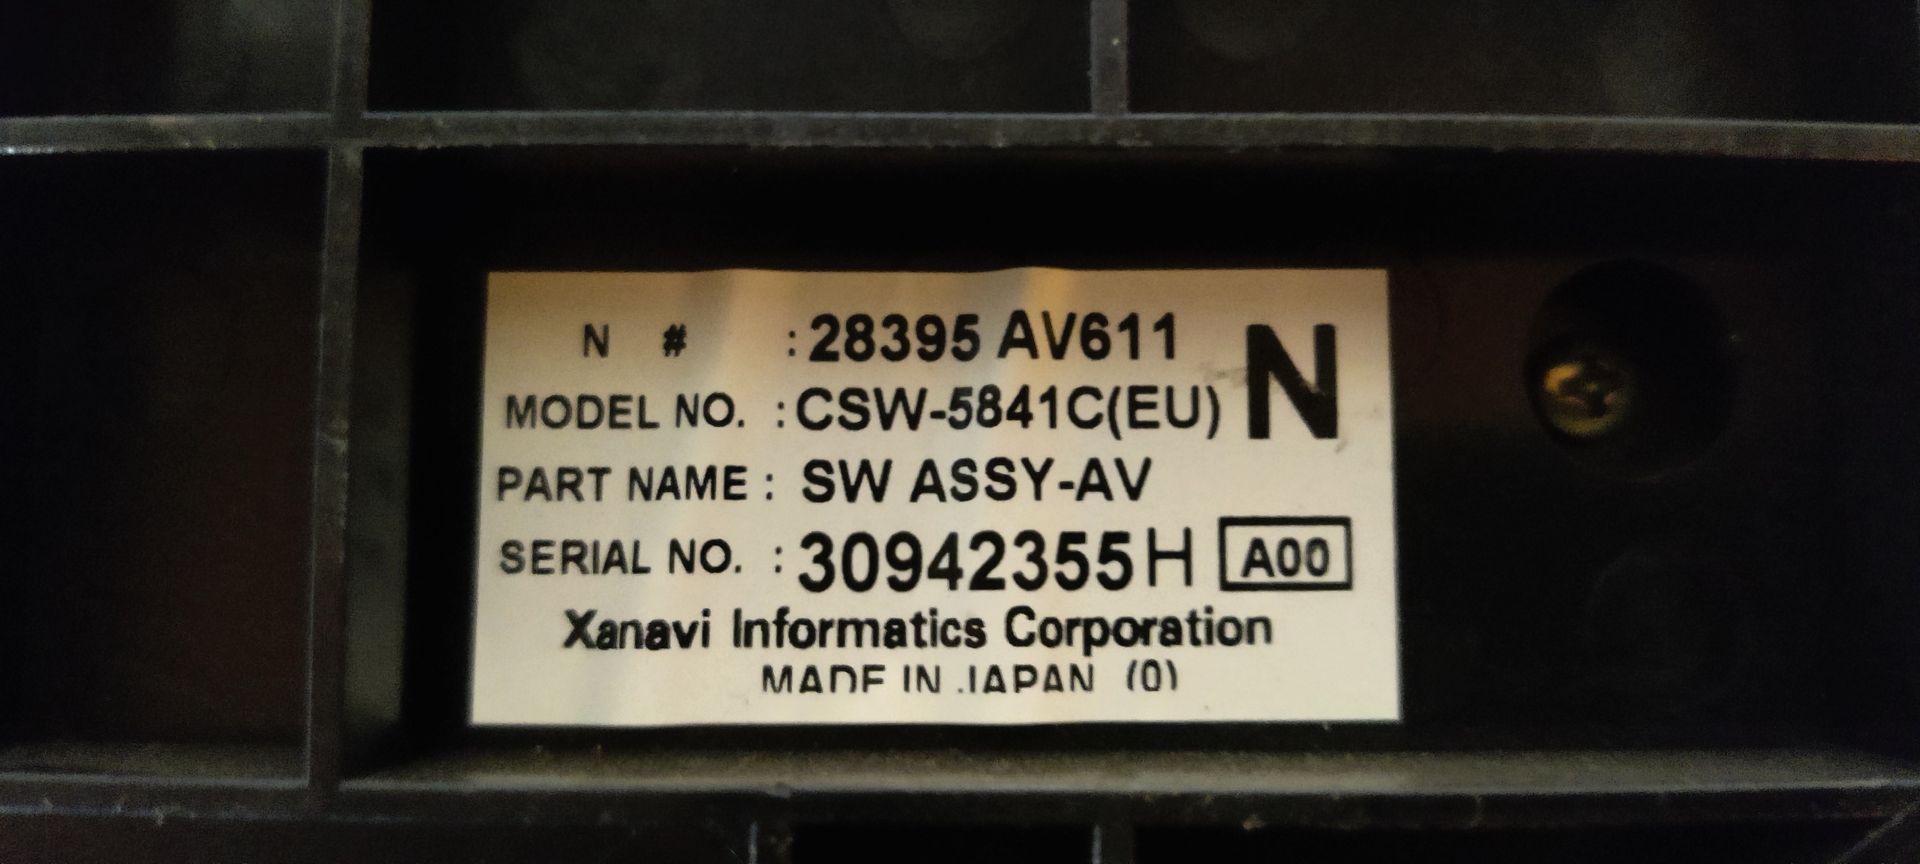 N # : 28395 AV611 N
MODEL NO. : CSW-5841C(EU)
PART NAME : SW ASSY-AV
SERIAL NO. : 30942355H A00
Xanavi Informatics Corporation
MADE IN JAPAN (0)